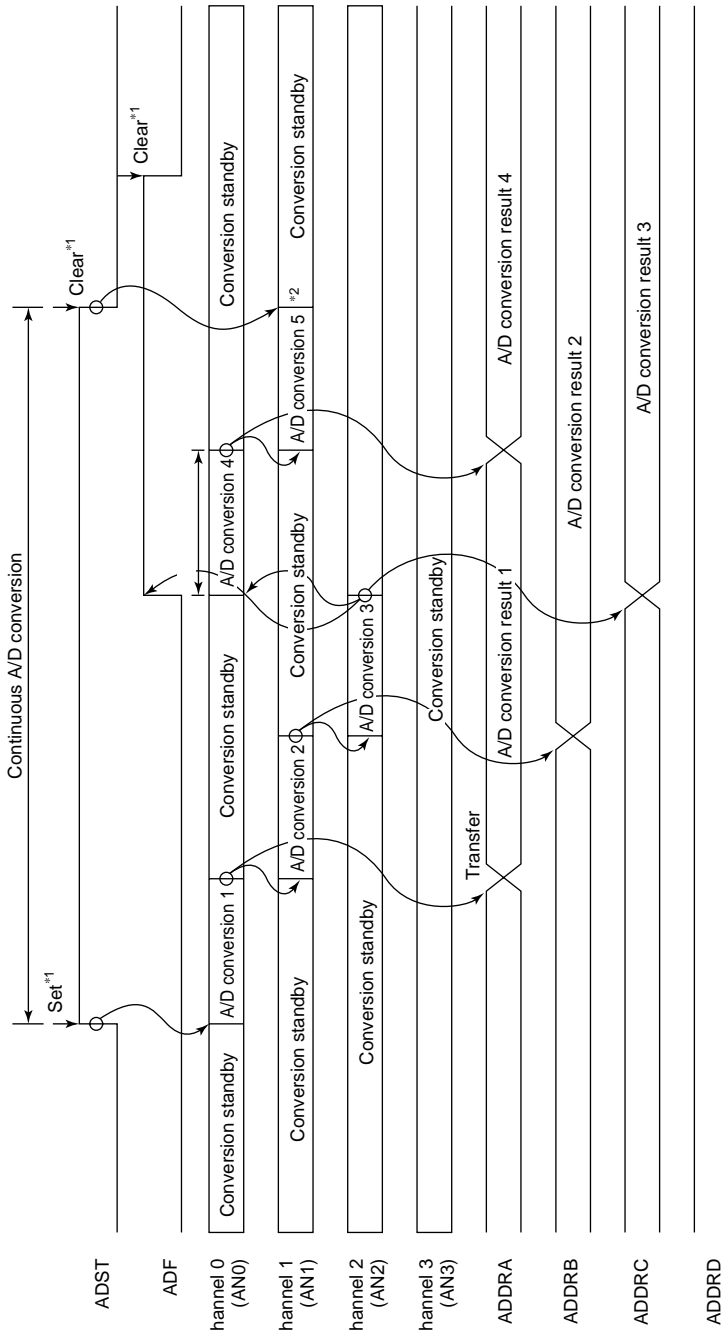 Continuous A/D conversion
Set*1
Clear*1
Clear*1
ADST
ADF
hannel 0
(AN0)
Conversion standby
A/D conversion 1
Conversion standby
A/D conversion 4
Conversion standby
hannel 1
(AN1)
Conversion standby
A/D conversion 2
Conversion standby
A/D conversion 5
*2
Conversion standby
hannel 2
(AN2)
Conversion standby
A/D conversion 3
hannel 3
(AN3)
Conversion standby
Transfer
ADDRA
A/D conversion result 1
A/D conversion result 4
ADDRB
A/D conversion result 2
ADDRC
A/D conversion result 3
ADDRD